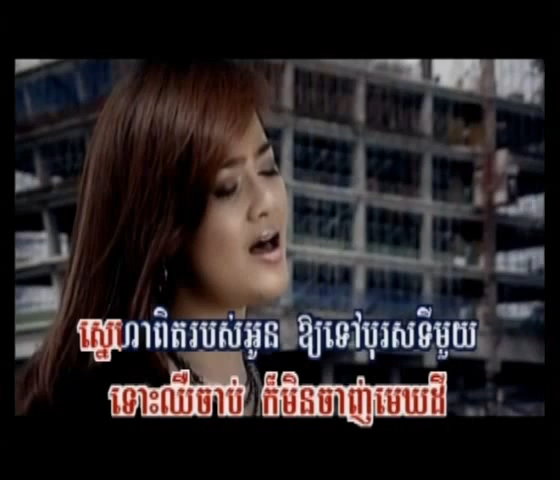 ស្នេហាពិតរបស់អូន ឱ្យទៅបុរសទីមួយ
ទោះឈឺចាប់ ក៏មិនចាញ់មេឃដី